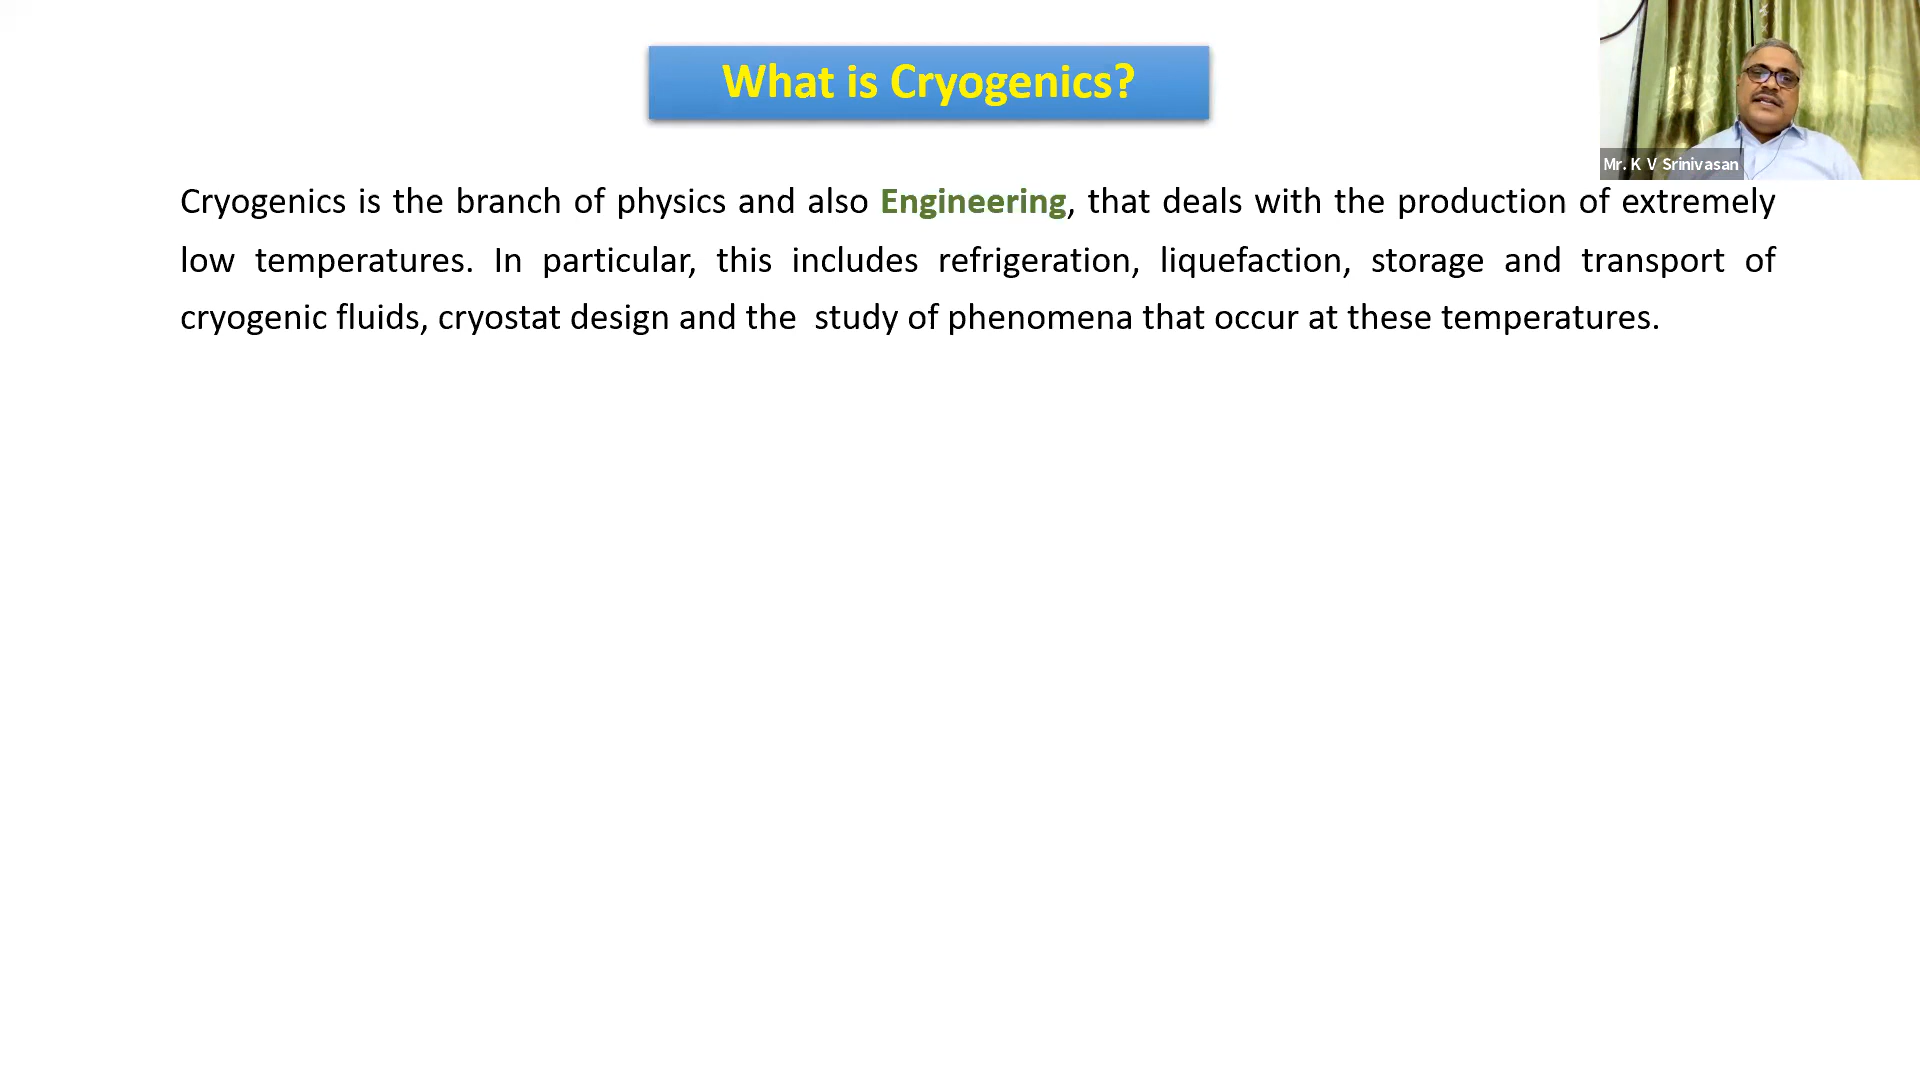 What is Cryogenics?
Mr. K V Srinivasan
Cryogenics is the branch of physics and also Engineering, that deals with the production of extremely
low temperatures. In particular, this includes refrigeration, liquefaction, storage and transport of
cryogenic fluids, cryostat design and the study of phenomena that occur at these temperatures.